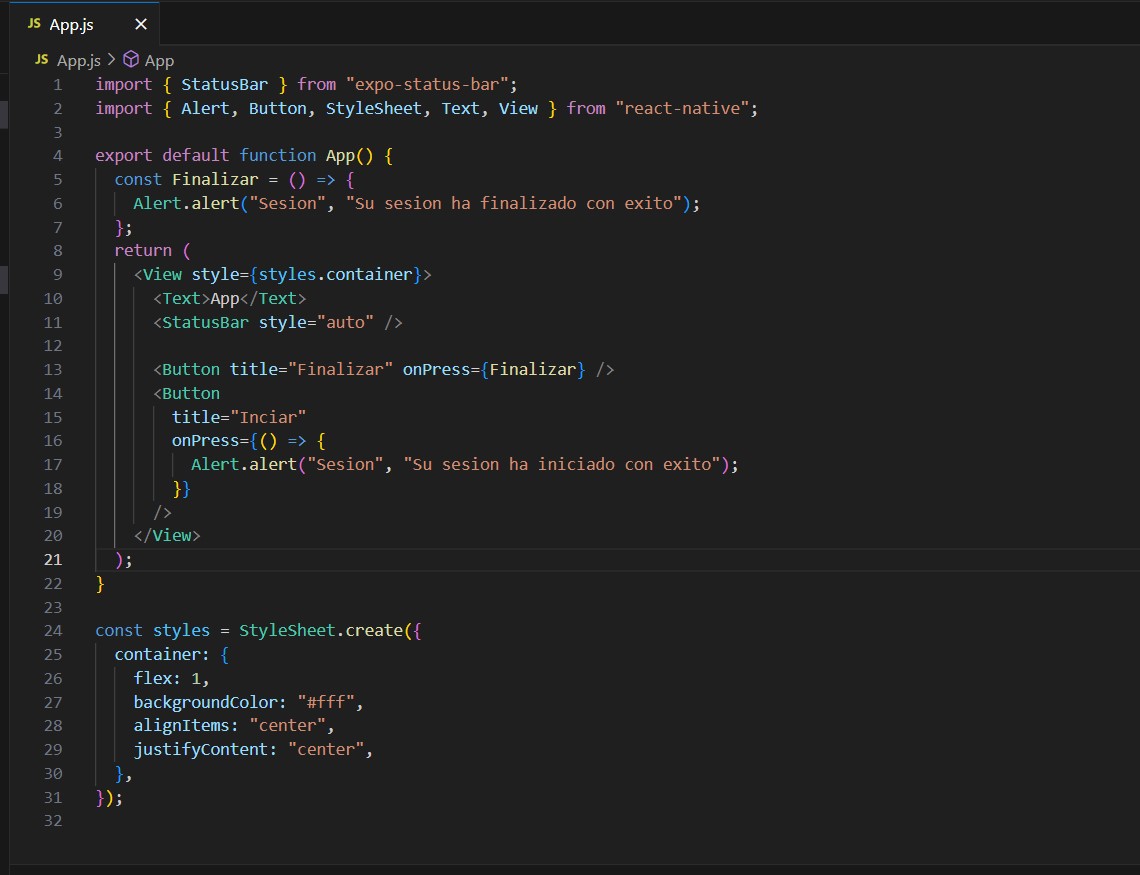 JS App.js ×
JS App.js > App
1 import { StatusBar } from "expo-status-bar";
2 import { Alert, Button, StyleSheet, Text, View } from "react-native";
3
4 export default function App() {
5   const Finalizar = () => {
6     Alert.alert("Sesion", "Su sesion ha finalizado con exito");
7   };
8   return (
9     <View style={styles.container}>
10       <Text>App</Text>
11       <StatusBar style="auto" />
12
13       <Button title="Finalizar" onPress={Finalizar} />
14       <Button
15         title="Inciar"
16         onPress={() => {
17           Alert.alert("Sesion", "Su sesion ha iniciado con exito");
18         }}
19       />
20     </View>
21   );
22 }
23
24 const styles = StyleSheet.create({
25   container: {
26     flex: 1,
27     backgroundColor: "#fff",
28     alignItems: "center",
29     justifyContent: "center",
30   },
31 });
32